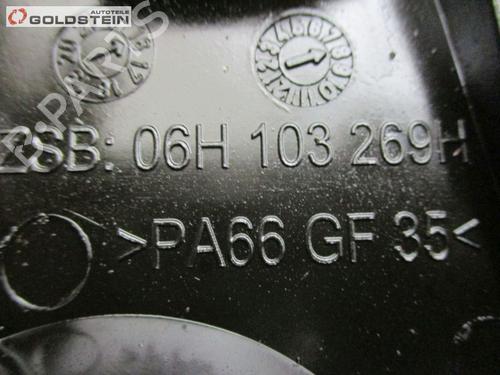 Autoteile
GOLDSTEIN
ZSB: 06H 103 269H
>PA66 GF 35<